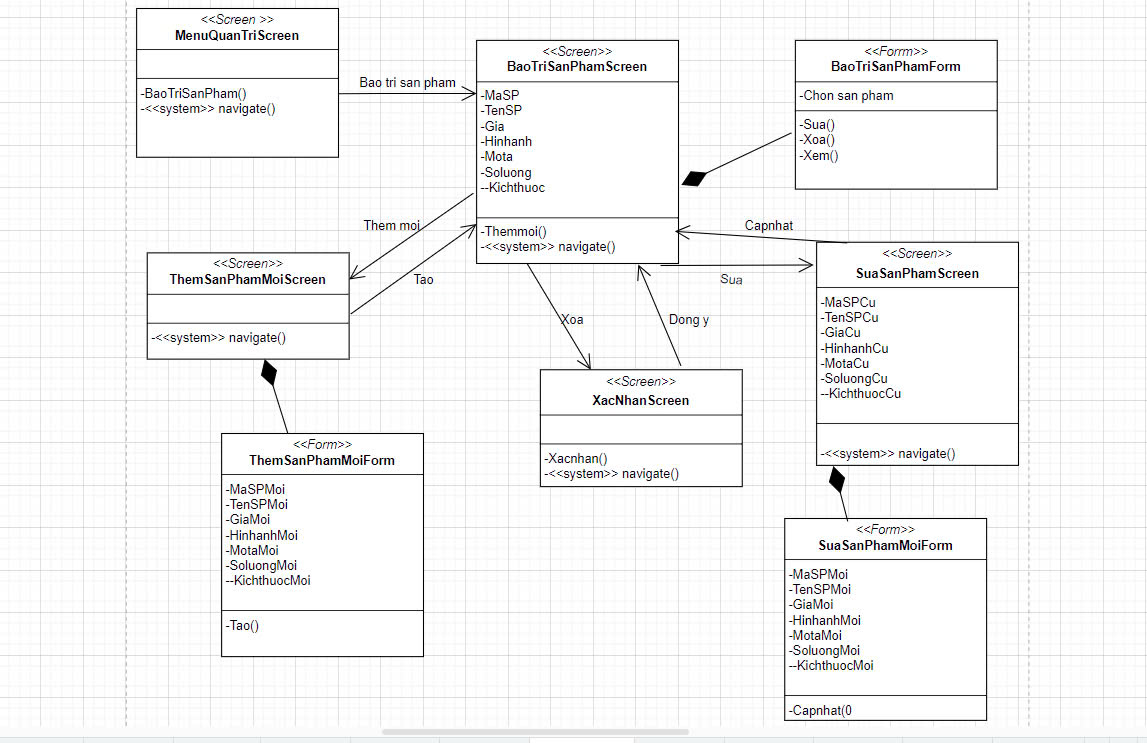 <<Screen >>
MenuQuanTriScreen
-BaoTriSanPham()
-<<system>> navigate()
Bao tri san pham
<<Screen>>
BaoTriSanPhamScreen
-MaSP
-TenSP
-Gia
-Hinhanh
-Mota
-Soluong
--Kichthuoc
-Themmoi()
-<<system>> navigate()
<<Forrm>>
BaoTriSanPhamForm
-Chon san pham
-Sua()
-Xoa()
-Xem()
Them moi
Tao
Capnhat
Sua
Xoa
Dong y
<<Screen>>
ThemSanPhamMoiScreen
-<<system>> navigate()
<<Screen>>
SuaSanPhamScreen
-MaSPCu
-TenSPCu
-GiaCu
-HinhanhCu
-MotaCu
-SoluongCu
--KichthuocCu
-<<system>> navigate()
<<Screen>>
XacNhanScreen
-Xacnhan()
-<<system>> navigate()
<<Form>>
ThemSanPhamMoiForm
-MaSPMoi
-TenSPMoi
-GiaMoi
-HinhanhMoi
-MotaMoi
-SoluongMoi
--KichthuocMoi
-Tao()
<<Form>>
SuaSanPhamMoiForm
-MaSPMoi
-TenSPMoi
-GiaMoi
-HinhanhMoi
-MotaMoi
-SoluongMoi
--KichthuocMoi
-Capnhat(0